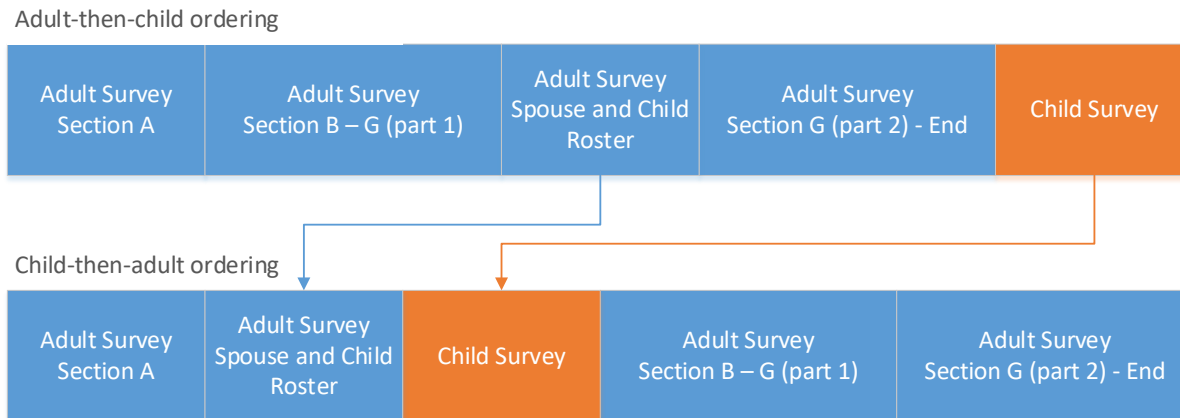 Adult-then-child ordering
Adult Survey
Section A
Adult Survey
Section B – G (part 1)
Adult Survey
Spouse and Child
Roster
Adult Survey
Section G (part 2) - End
Child Survey
Child-then-adult ordering
Adult Survey
Section A
Adult Survey
Spouse and Child
Roster
Child Survey
Adult Survey
Section B – G (part 1)
Adult Survey
Section G (part 2) - End